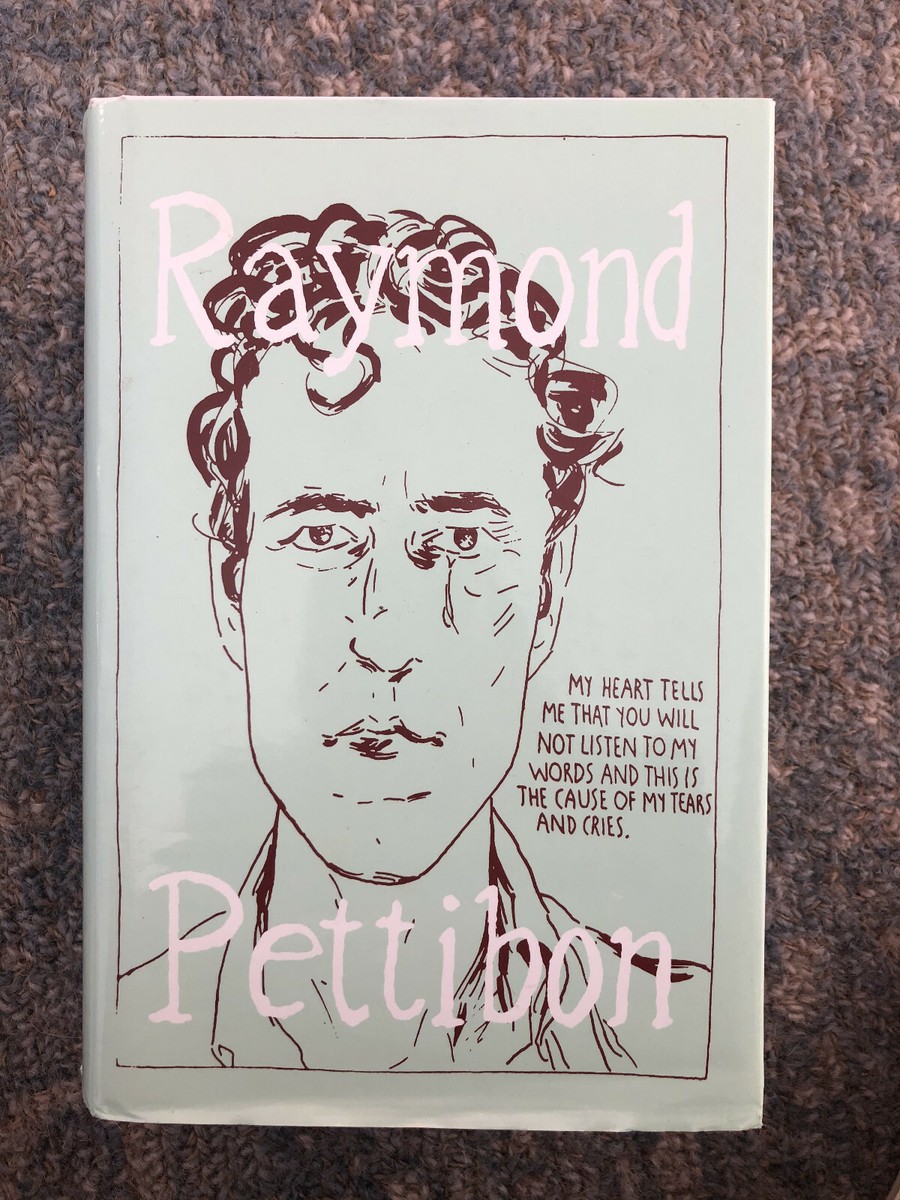 Raymond
MY HEART TELLS
ME THAT YOU WILL
NOT LISTEN TO MY
WORDS AND THIS IS
THE CAUSE OF MY TEARS
AND CRIES.
Pettibon